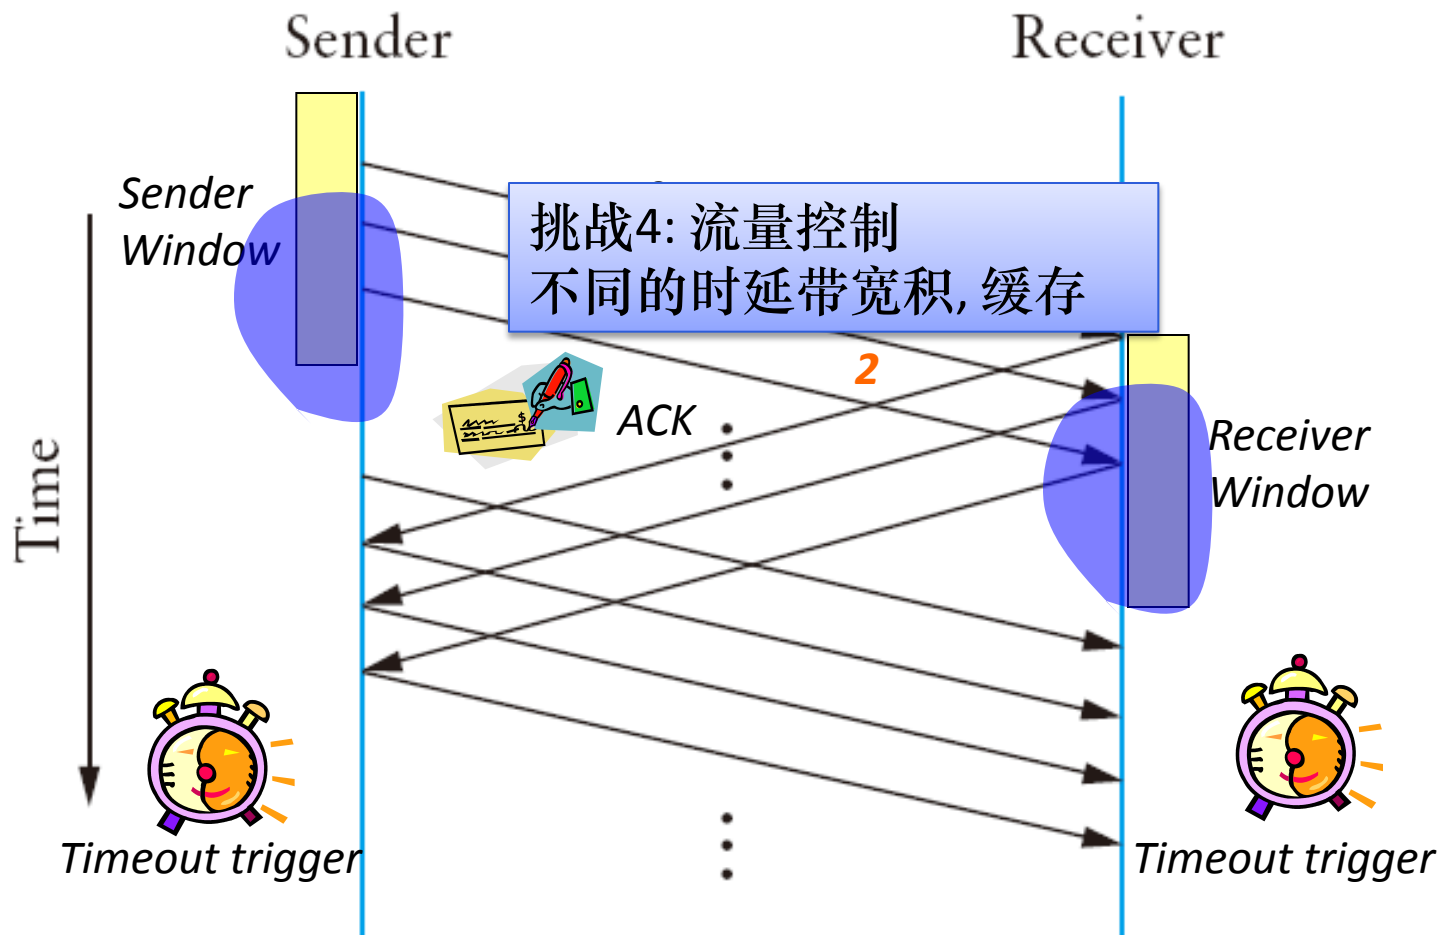 Sender
Receiver
Sender
Window
挑战4: 流量控制
不同的时延带宽积, 缓存
2
ACK
Receiver
Window
Time
Timeout trigger
Timeout trigger